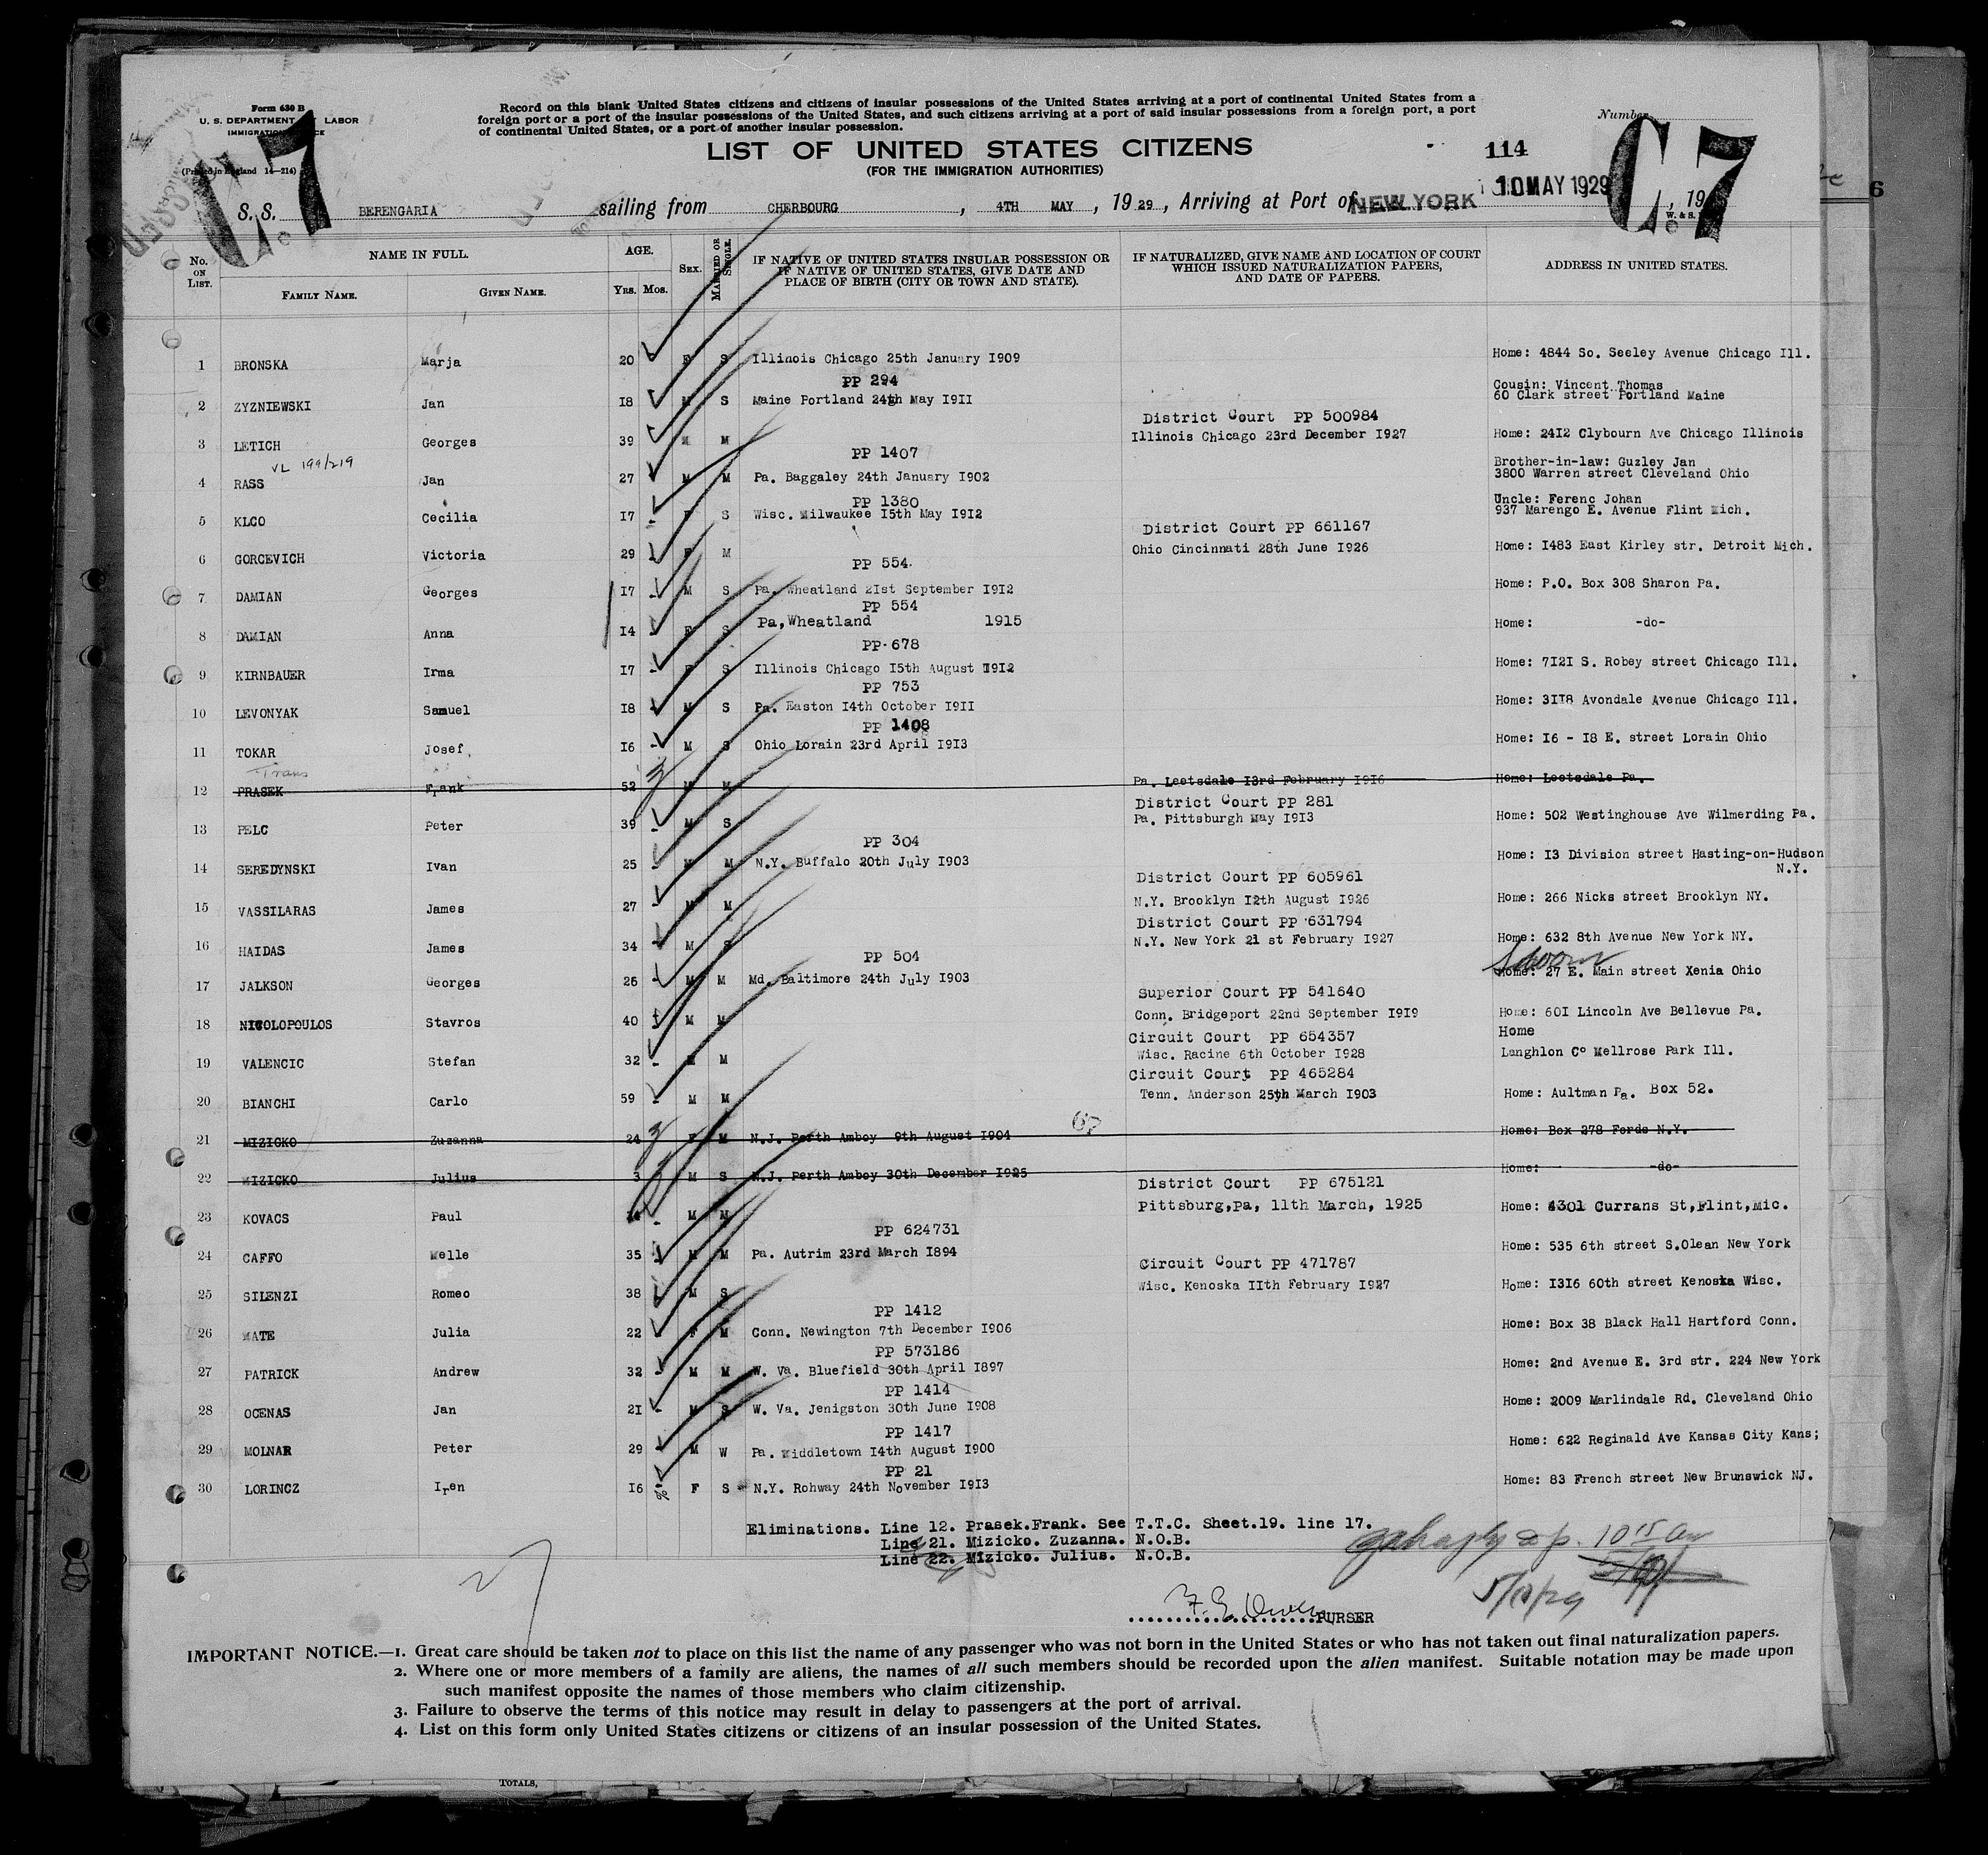 Form 630 B
U. S. DEPARTMENT LABOR
IMMIGRATION
(Printed in England 14-214)
Record on this blank United States citizens and citizens of insular possessions of the United States arriving at a port of continental United States from a
foreign port or a port of the insular possessions of the United States, and such citizens arriving at a port of said insular possessions from a foreign port, a port
of continental United States, or a port of another insular possession.
Number
C.7 C.7
LIST OF UNITED STATES CITIZENS
(FOR THE IMMIGRATION AUTHORITIES)
114
S. S. BERENGARIA sailing from CHERBOURG, 4TH MAY, 1929, Arriving at Port of NEW YORK 10 MAY 1929, 19
W. & S.
No. ON LIST. NAME IN FULL. FAMILY NAME. GIVEN NAME. AGE. YRS. MOS. SEX. MARRIED OR SINGLE. IF NATIVE OF UNITED STATES INSULAR POSSESSION OR IF NATIVE OF UNITED STATES, GIVE DATE AND PLACE OF BIRTH (CITY OR TOWN AND STATE). IF NATURALIZED, GIVE NAME AND LOCATION OF COURT WHICH ISSUED NATURALIZATION PAPERS, AND DATE OF PAPERS. ADDRESS IN UNITED STATES.
1 BRONSKA Marja 20 F S Illinois Chicago 25th January 1909 Home: 4844 So. Seeley Avenue Chicago Ill.
PP 294 Cousin: Vincent Thomas
2 ZYZNIEWSKI Jan 18 M S Maine Portland 24th May 1911 60 Clark street Portland Maine
District Court PP 500984
3 LETICH Georges 39 M M Illinois Chicago 23rd December 1927 Home: 2412 Clybourn Ave Chicago Illinois
VL 199/219 PP 1407 Brother-in-law: Guzley Jan
4 RASS Jan 27 M M Pa. Baggaley 24th January 1902 3800 Warren street Cleveland Ohio
PP 1380 Uncle: Ferenc Johan
5 KLCO Cecilia 17 F S Wisc. Milwaukee 15th May 1912 937 Marengo E. Avenue Flint Mich.
District Court PP 661167
6 GORCEVICH Victoria 29 F M Ohio Cincinnati 28th June 1926 Home: 1483 East Kirley str. Detroit Mich.
PP 554.
7 DAMIAN Georges 17 M S Pa. Wheatland 21st September 1912 Home: P.O. Box 308 Sharon Pa.
PP 554
8 DAMIAN Anna 14 F S Pa, Wheatland 1915 Home: -do-
PP-678
9 KIRNBAUER Irma 17 F S Illinois Chicago 15th August 1912 Home: 7121 S. Robey street Chicago Ill.
PP 753
10 LEVONYAK Samuel 18 M S Pa. Easton 14th October 1911 Home: 3118 Avondale Avenue Chicago Ill.
PP 1408
11 TOKAR Josef 16 M S Ohio Lorain 23rd April 1913 Home: 16 - 18 E. street Lorain Ohio
Trans
12 PRASEK Frank 52 M M Pa. Leetsdale 13rd February 1916 Home: Leetsdale Pa.
District Court PP 281
13 PELC Peter 39 M S Pa. Pittsburgh May 1913 Home: 502 Westinghouse Ave Wilmerding Pa.
PP 304
14 SEREDYNSKI Ivan 25 M M N.Y. Buffalo 20th July 1903 Home: 13 Division street Hasting-on-Hudson
N.Y.
District Court PP 605961
15 VASSILARAS James 27 M M N.Y. Brooklyn 12th August 1926 Home: 266 Nicks street Brooklyn NY.
District Court PP 631794
16 HAIDAS James 34 M S N.Y. New York 21 st February 1927 Home: 632 8th Avenue New York NY.
PP 504
17 JALKSON Georges 26 M M Md. Baltimore 24th July 1903 Home: 27 E. Main street Xenia Ohio
Superior Court PP 541640
18 NICOLOPOULOS Stavros 40 M M Conn. Bridgeport 22nd September 1919 Home: 601 Lincoln Ave Bellevue Pa.
Circuit Court PP 654357 Home
19 VALENCIC Stefan 32 M M Wisc. Racine 6th October 1928 Langhlon Co Mellrose Park Ill.
Circuit Court PP 465284
20 BIANCHI Carlo 59 M M Tenn. Anderson 25th March 1903 Home: Aultman Pa. Box 52.
21 MIZICKO Zuzanna 24 F M N.J. Perth Amboy 9th August 1904 Home: Box 278 Fords N.Y.
22 MIZICKO Julius 3 M S N.J. Perth Amboy 30th December 1925 Home: -do-
District Court PP 675121
23 KOVACS Paul M M Pittsburg, Pa, 11th March, 1925 Home: 4301 Currans St, Flint, Mic.
PP 624731
24 CAFFO Melle 35 M M Pa. Autrim 23rd March 1894 Home: 535 6th street S.Olean New York
Circuit Court PP 471787
25 SILENZI Romeo 38 M S Wisc. Kenoska 11th February 1927 Home: 1316 60th street Kenoska Wisc.
PP 1412
26 MATE Julia 22 F M Conn. Newington 7th December 1906 Home: Box 38 Black Hall Hartford Conn.
PP 573186
27 PATRICK Andrew 32 M M W. Va. Bluefield 30th April 1897 Home: 2nd Avenue E. 3rd str. 224 New York
PP 1414
28 OCENAS Jan 21 M S W. Va. Jenigston 30th June 1908 Home: 2009 Marlindale Rd. Cleveland Ohio
PP 1417
29 MOLNAR Peter 29 M W Pa. Middletown 14th August 1900 Home: 622 Reginald Ave Kansas City Kans;
PP 21
30 LORINCZ Iren 16 F S N.Y. Rohway 24th November 1913 Home: 83 French street New Brunswick NJ.
Eliminations. Line 12. Prasek.Frank. See T.T.C. Sheet.19. line 17.
Line 21. Mizicko. Zuzanna. N.O.B.
Line 22. Mizicko. Julius. N.O.B.
5/10/29
PURSER
IMPORTANT NOTICE.—1. Great care should be taken not to place on this list the name of any passenger who was not born in the United States or who has not taken out final naturalization papers.
2. Where one or more members of a family are aliens, the names of all such members should be recorded upon the alien manifest. Suitable notation may be made upon
such manifest opposite the names of those members who claim citizenship.
3. Failure to observe the terms of this notice may result in delay to passengers at the port of arrival.
4. List on this form only United States citizens or citizens of an insular possession of the United States.
TOTALS,